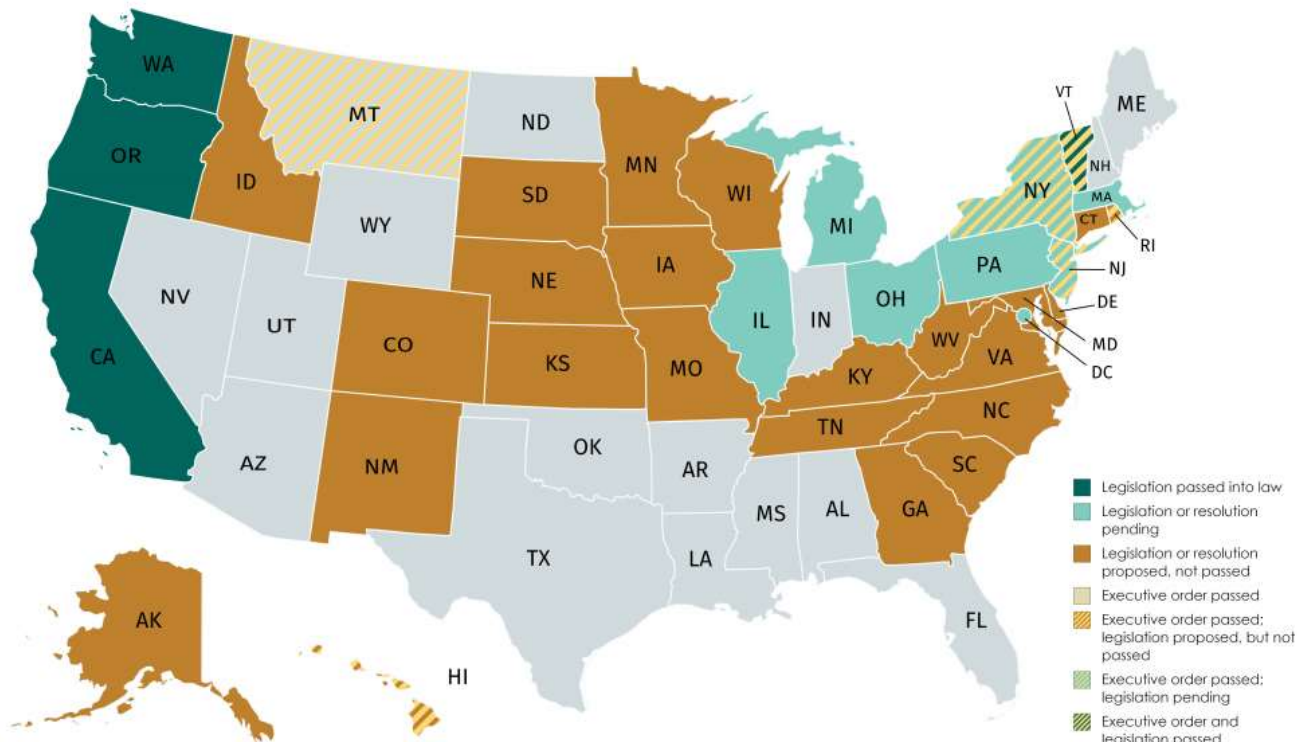 WA
OR
CA
ID
MT
WY
NV
UT
AZ
CO
NM
ND
SD
NE
KS
OK
TX
MN
IA
MO
AR
LA
WI
IL
MI
IN
OH
KY
TN
MS
AL
GA
FL
SC
NC
VA
WV
PA
NY
VT
NH
ME
MA
CT
RI
NJ
DE
MD
DC
AK
HI
Legislation passed into law
Legislation or resolution
pending
Legislation or resolution
proposed, not passed
Executive order passed
Executive order passed;
legislation proposed, but not
passed
Executive order passed;
legislation pending
Executive order and
legislation passed